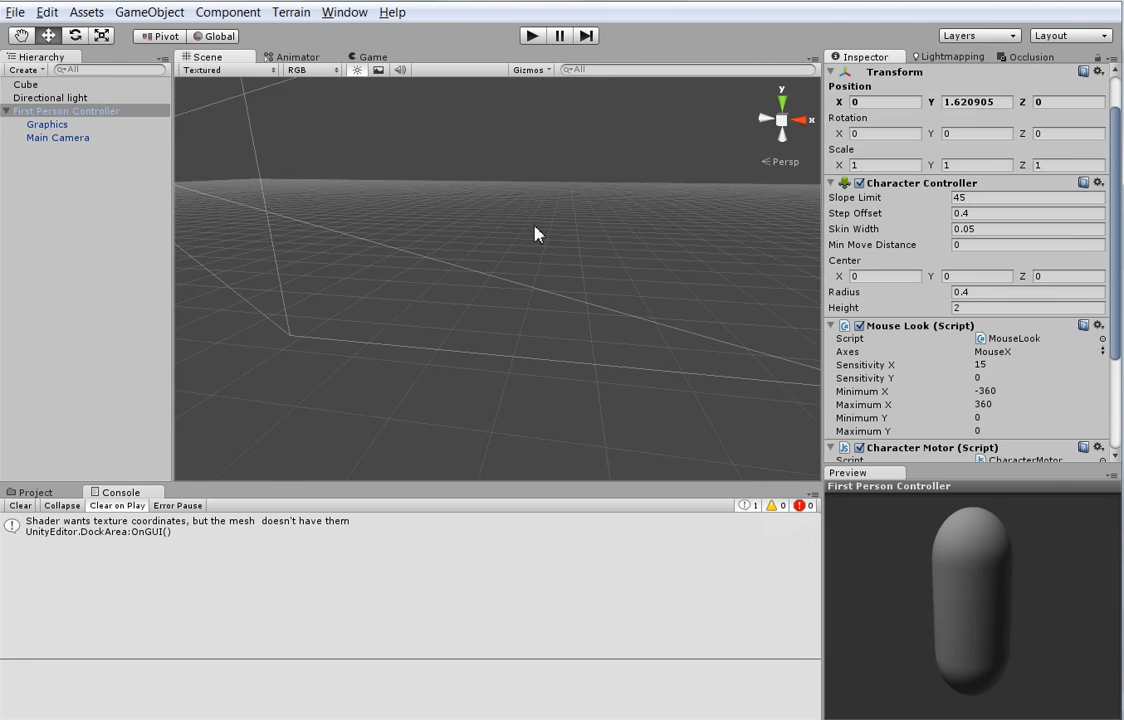 File Edit Assets GameObject Component Terrain Window Help
Pivot Global Layers Layout
Hierarchy
Create All
Cube
Directional light
First Person Controller
Graphics
Main Camera
Scene Animator Game
Textured RGB Gizmos All
y
x
Persp
Inspector Lightmapping Occlusion
Transform
Position
X 0 Y 1.620905 Z 0
Rotation
X 0 Y 0 Z 0
Scale
X 1 Y 1 Z 1
Character Controller
Slope Limit 45
Step Offset 0.4
Skin Width 0.05
Min Move Distance 0
Center
X 0 Y 0 Z 0
Radius 0.4
Height 2
Mouse Look (Script)
Script MouseLook
Axes MouseX
Sensitivity X 15
Sensitivity Y 0
Minimum X -360
Maximum X 360
Minimum Y 0
Maximum Y 0
Character Motor (Script)
Script CharacterMotor
Preview
First Person Controller
Project Console
Clear Collapse Clear on Play Error Pause 1 0 0
Shader wants texture coordinates, but the mesh doesn't have them
UnityEditor.DockArea:OnGUI()